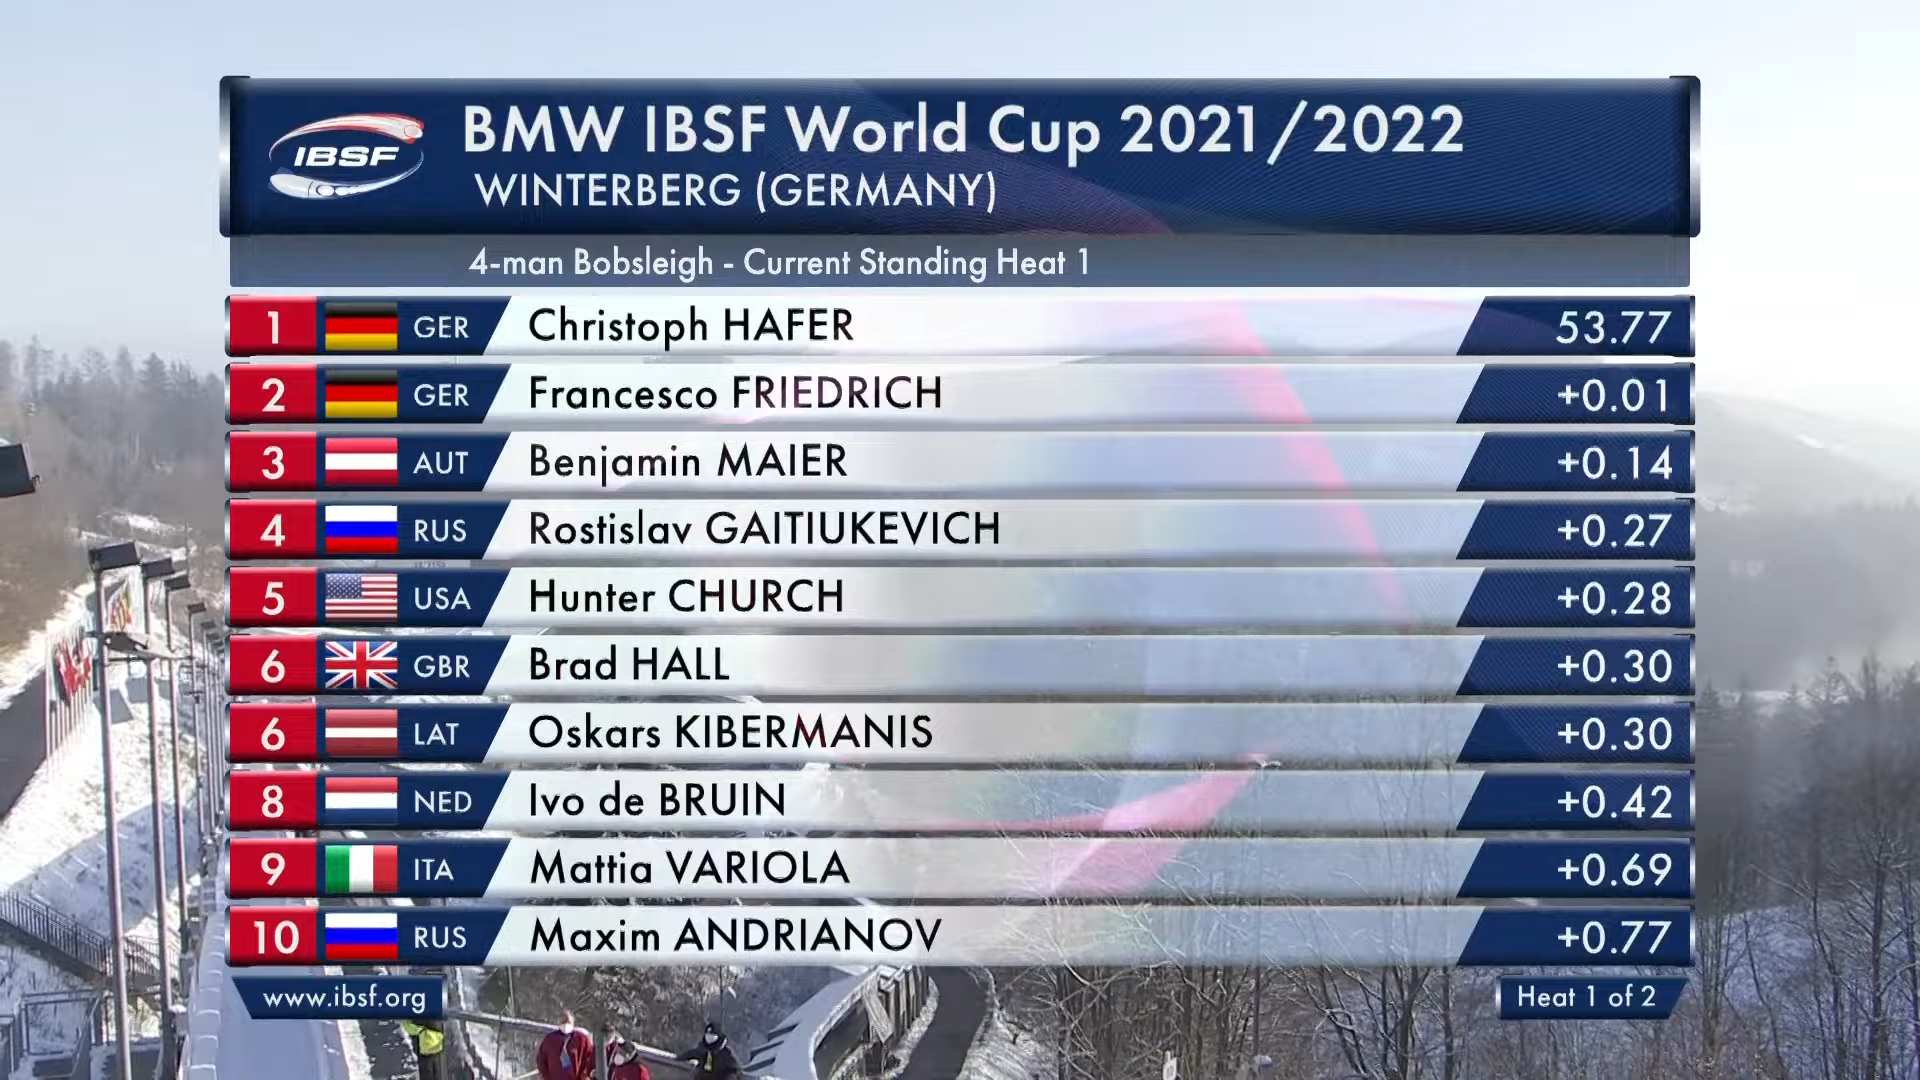 IBSF
BMW IBSF World Cup 2021/2022
WINTERBERG (GERMANY)
4-man Bobsleigh - Current Standing Heat 1
1 GER Christoph HAFER 53.77
2 GER Francesco FRIEDRICH +0.01
3 AUT Benjamin MAIER +0.14
4 RUS Rostislav GAITIUKEVICH +0.27
5 USA Hunter CHURCH +0.28
6 GBR Brad HALL +0.30
6 LAT Oskars KIBERMANIS +0.30
8 NED Ivo de BRUIN +0.42
9 ITA Mattia VARIOLA +0.69
10 RUS Maxim ANDRIANOV +0.77
www.ibsf.org Heat 1 of 2